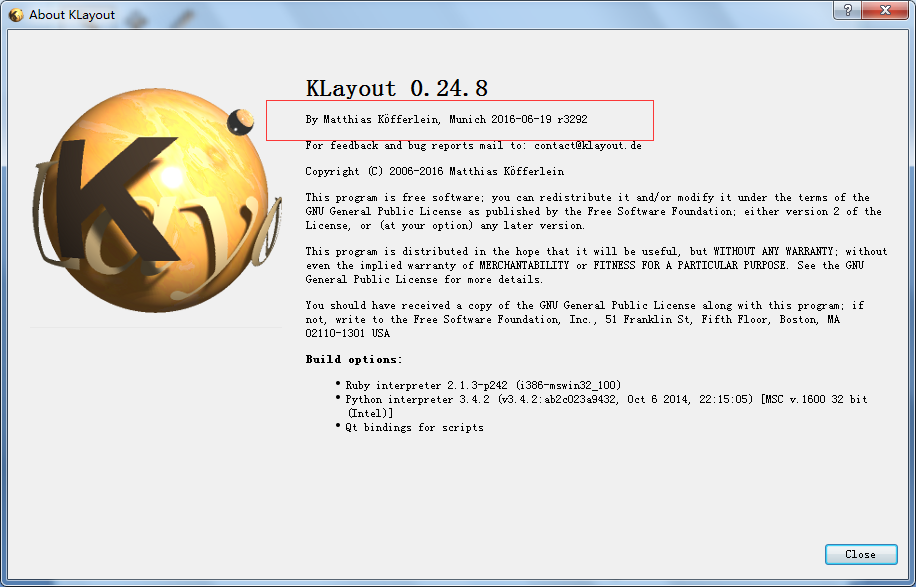 About KLayout
KLayout
KLayout 0.24.8
By Matthias Köfferlein, Munich 2016-06-19 r3292
For feedback and bug reports mail to: contact@klayout.de
Copyright (C) 2006-2016 Matthias Köfferlein
This program is free software; you can redistribute it and/or modify it under the terms of the
GNU General Public License as published by the Free Software Foundation; either version 2 of the
License, or (at your option) any later version.
This program is distributed in the hope that it will be useful, but WITHOUT ANY WARRANTY; without
even the implied warranty of MERCHANTABILITY or FITNESS FOR A PARTICULAR PURPOSE. See the GNU
General Public License for more details.
You should have received a copy of the GNU General Public License along with this program; if
not, write to the Free Software Foundation, Inc., 51 Franklin St, Fifth Floor, Boston, MA
02110-1301 USA
Build options:
• Ruby interpreter 2.1.3-p242 (i386-mswin32_100)
• Python interpreter 3.4.2 (v3.4.2:ab2c023a9432, Oct 6 2014, 22:15:05) [MSC v.1600 32 bit
(Intel)]
• Qt bindings for scripts
Close